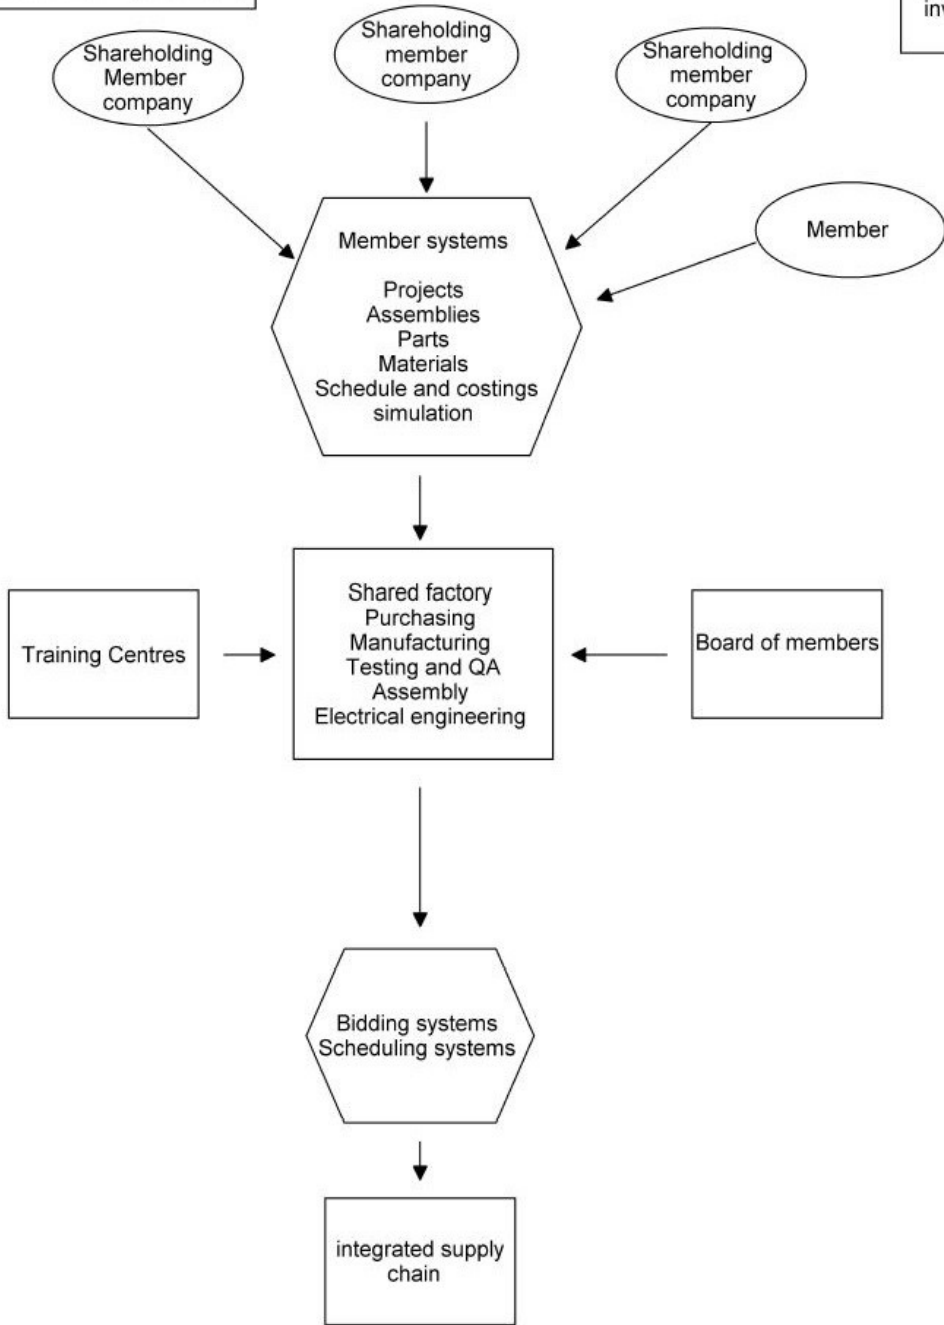 inv
Shareholding
Member
company
Shareholding
member
company
Shareholding
member
company
Member
Member systems
Projects
Assemblies
Parts
Materials
Schedule and costings
simulation
Training Centres
Shared factory
Purchasing
Manufacturing
Testing and QA
Assembly
Electrical engineering
Board of members
Bidding systems
Scheduling systems
integrated supply
chain